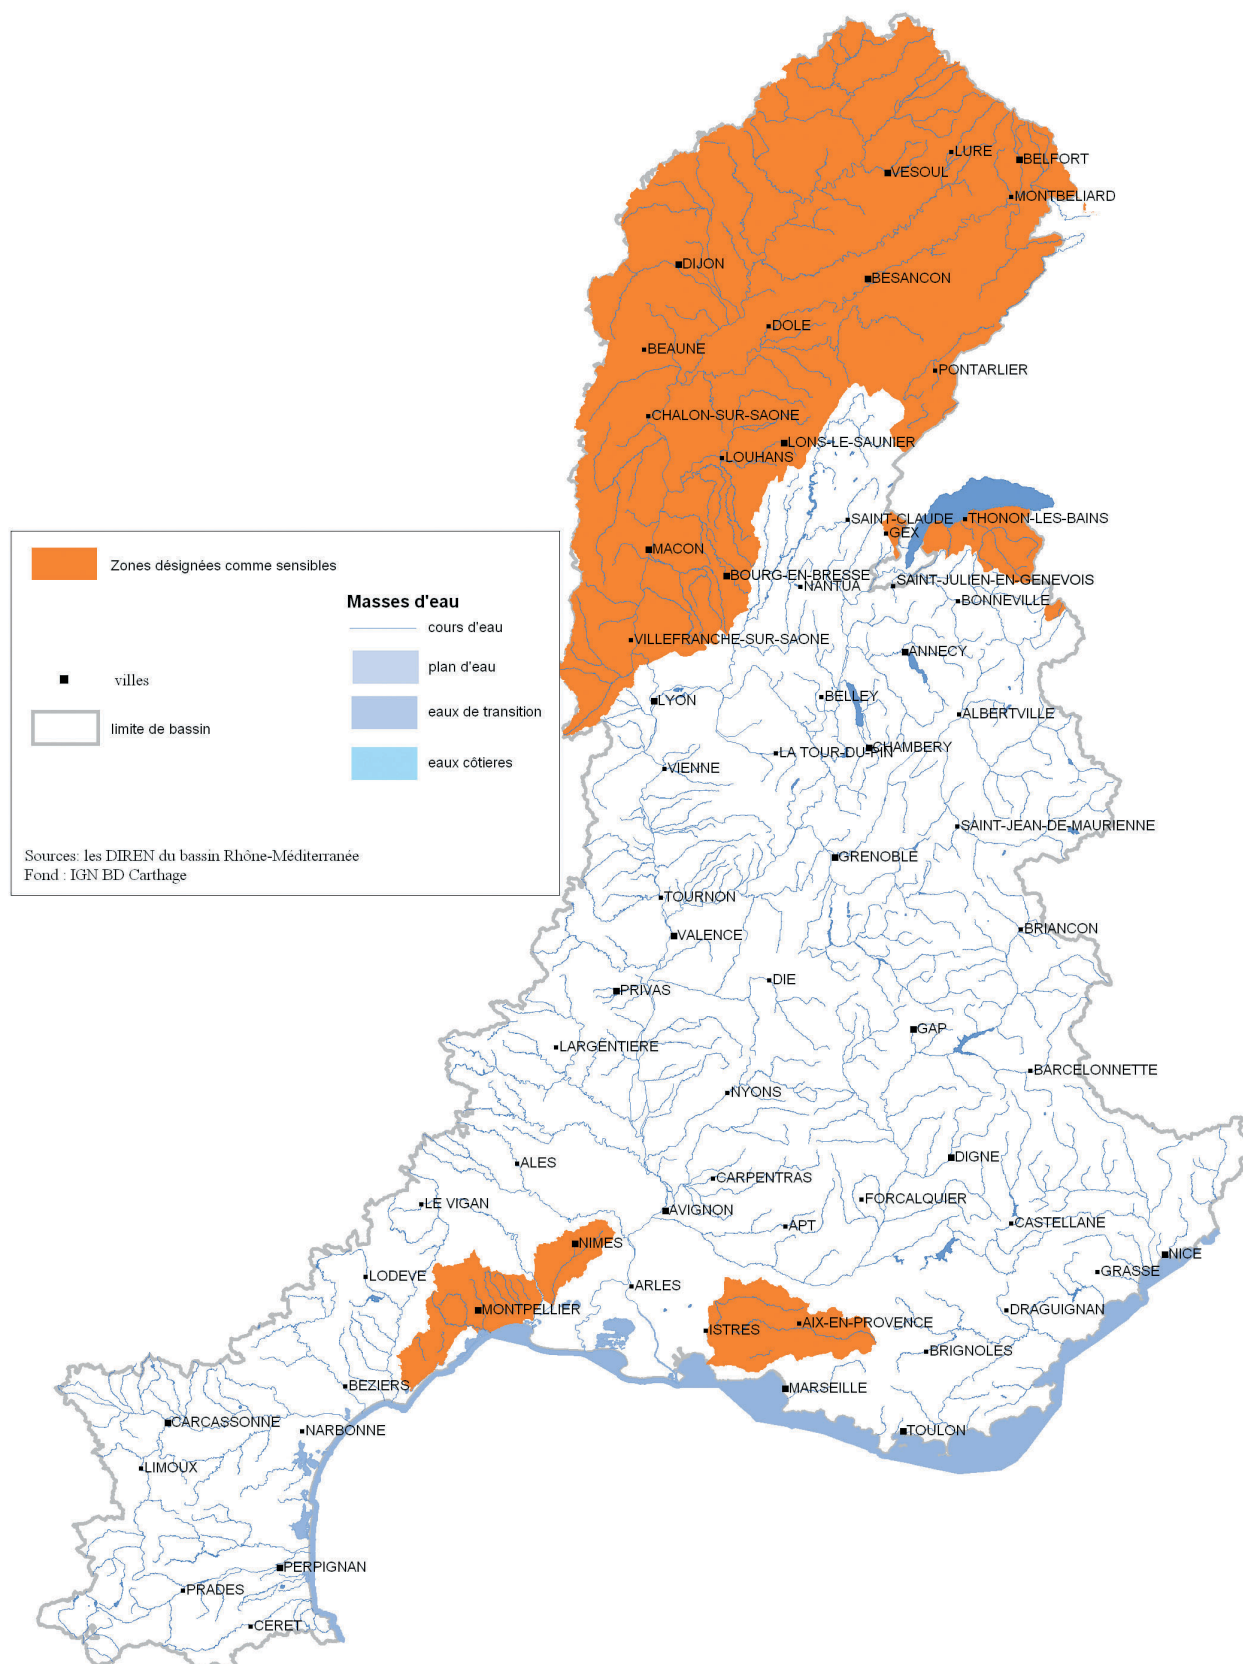 LURE
BELFORT
VESOUL
MONTBELIARD
DIJON
BESANCON
DOLE
BEAUNE
PONTARLIER
CHALON-SUR-SAONE
LONS-LE-SAUNIER
LOUHANS
SAINT-CLAUDE
THONON-LES-BAINS
GEX
MACON
BOURG-EN-BRESSE
NANTUA
SAINT-JULIEN-EN-GENEVOIS
BONNEVILLE
VILLEFRANCHE-SUR-SAONE
ANNECY
LYON
BELLEY
ALBERTVILLE
CHAMBERY
LA TOUR-DU-PIN
VIENNE
SAINT-JEAN-DE-MAURIENNE
GRENOBLE
TOURNON
VALENCE
BRIANCON
DIE
PRIVAS
GAP
LARGENTIERE
BARCELONNETTE
NYONS
DIGNE
ALES
CARPENTRAS
FORCALQUIER
LE VIGAN
AVIGNON
APT
CASTELLANE
NIMES
NICE
GRASSE
LODEVE
ARLES
MONTPELLIER
DRAGUIGNAN
AIX-EN-PROVENCE
ISTRES
BRIGNOLES
BEZIERS
MARSEILLE
CARCASSONNE
NARBONNE
TOULON
LIMOUX
PERPIGNAN
PRADES
CERET
Zones désignées comme sensibles
villes
limite de bassin
Masses d'eau
cours d'eau
plan d'eau
eaux de transition
eaux côtieres
Sources: les DIREN du bassin Rhône-Méditerranée
Fond : IGN BD Carthage